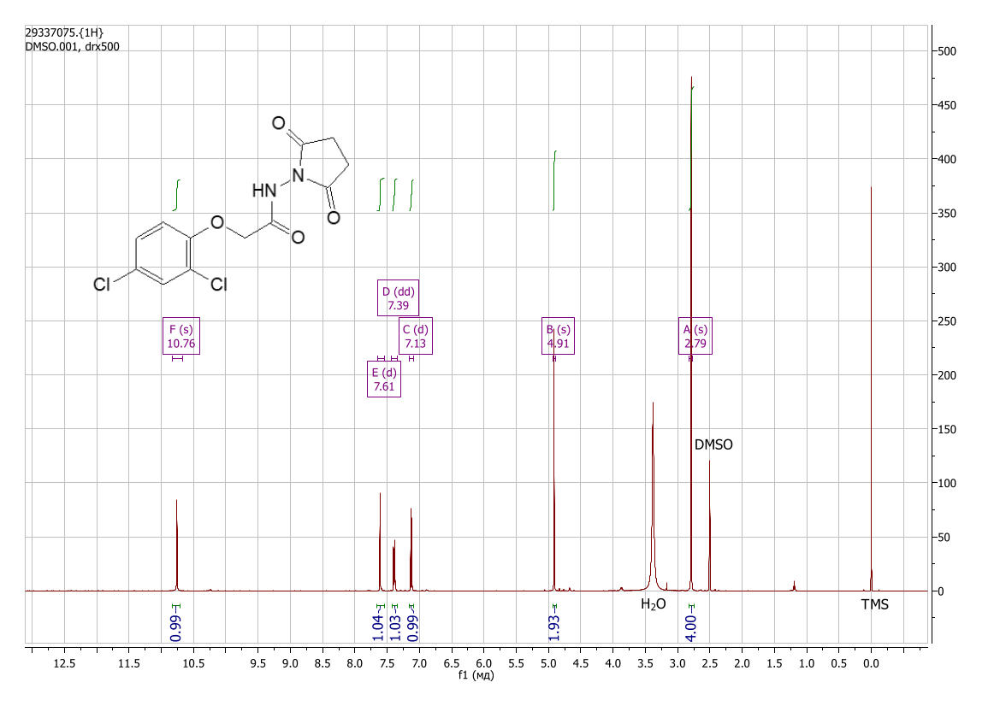 29337075.{1H}
DMSO.001, drx500
O
N
HN
O
O
O
Cl
Cl
D (dd)
7.39
F (s)
10.76
C (d)
7.13
B (s)
4.91
A (s)
2.79
E (d)
7.61
DMSO
H₂O
TMS
0.99
1.04
1.03
0.99
1.93
4.00
500
450
400
350
300
250
200
150
100
50
0
12.5 11.5 10.5 9.5 9.0 8.5 8.0 7.5 7.0 6.5 6.0 5.5 5.0 4.5 4.0 3.5 3.0 2.5 2.0 1.5 1.0 0.5 0.0
f1 (мд)